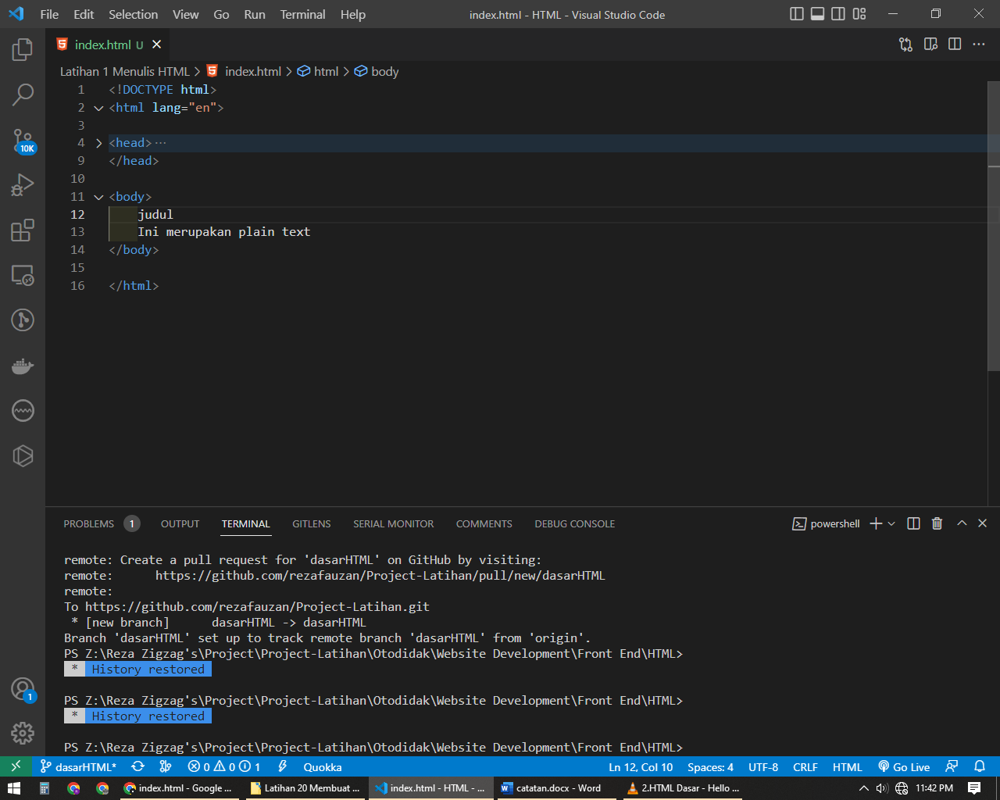 File Edit Selection View Go Run Terminal Help index.html - HTML - Visual Studio Code
index.html U
Latihan 1 Menulis HTML > index.html > html > body
1 <!DOCTYPE html>
2 <html lang="en">
3
4 <head>···
9 </head>
10
11 <body>
12 judul
13 Ini merupakan plain text
14 </body>
15
16 </html>
10K
1
PROBLEMS 1 OUTPUT TERMINAL GITLENS SERIAL MONITOR COMMENTS DEBUG CONSOLE powershell
remote: Create a pull request for 'dasarHTML' on GitHub by visiting:
remote: https://github.com/rezafauzan/Project-Latihan/pull/new/dasarHTML
remote:
To https://github.com/rezafauzan/Project-Latihan.git
* [new branch] dasarHTML -> dasarHTML
Branch 'dasarHTML' set up to track remote branch 'dasarHTML' from 'origin'.
PS Z:\Reza Zigzag's\Project\Project-Latihan\Otodidak\Website Development\Front End\HTML>
* History restored
PS Z:\Reza Zigzag's\Project\Project-Latihan\Otodidak\Website Development\Front End\HTML>
* History restored
PS Z:\Reza Zigzag's\Project\Project-Latihan\Otodidak\Website Development\Front End\HTML>
dasarHTML* 0 0 1 Quokka Ln 12, Col 10 Spaces: 4 UTF-8 CRLF HTML Go Live
index.html - Google ... Latihan 20 Membuat ... index.html - HTML - ... catatan.docx - Word 2.HTML Dasar - Hello ... 11:42 PM